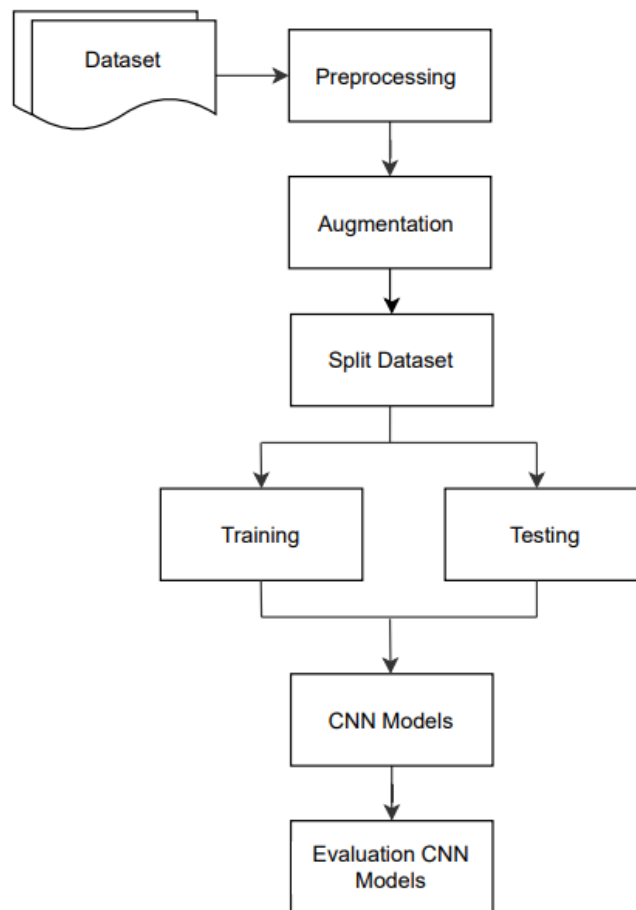 Dataset
Preprocessing
Augmentation
Split Dataset
Training
Testing
CNN Models
Evaluation CNN
Models